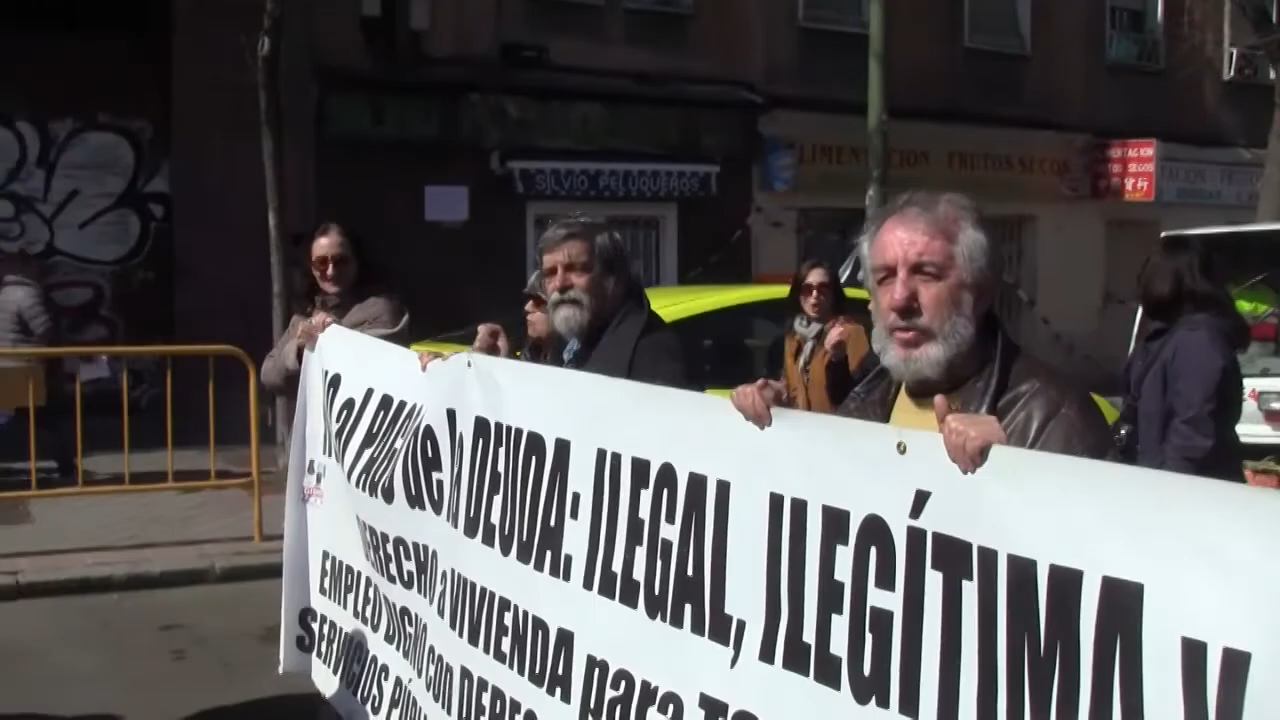 SILVIO PELUQUEROS
ALIMENTACION FRUTOS SECOS
NO al PAGO de la DEUDA: ILEGAL, ILEGÍTIMA Y
DERECHO a VIVIENDA para
EMPLEO DIGNO con
SERVICIOS